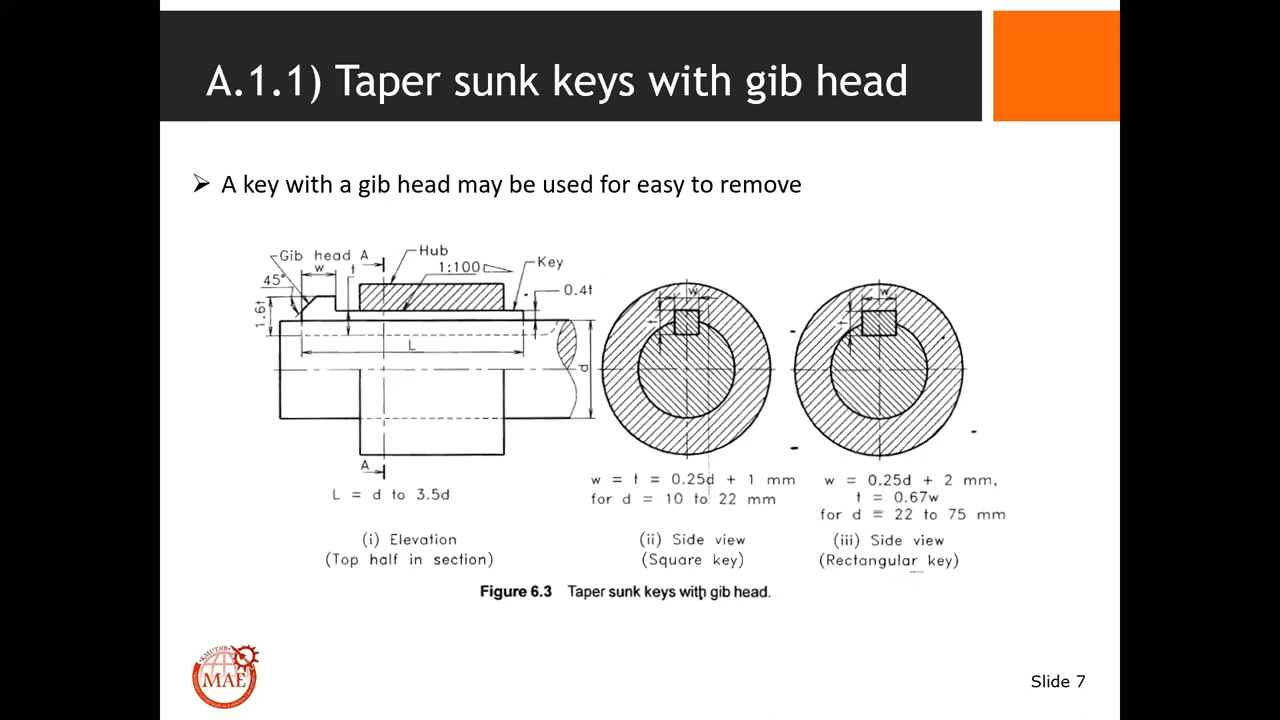 A.1.1) Taper sunk keys with gib head
A key with a gib head may be used for easy to remove
Gib head
A
Hub
w
t
1:100
Key
45°
0.4t
1.6t
L
d
A
w
t
w
t
L = d to 3.5d
w = t = 0.25d + 1 mm
for d = 10 to 22 mm
w = 0.25d + 2 mm,
t = 0.67w
for d = 22 to 75 mm
(i) Elevation
(Top half in section)
(ii) Side view
(Square key)
(iii) Side view
(Rectangular key)
Figure 6.3 Taper sunk keys with gib head.
KMUTNB
MAE
Slide 7